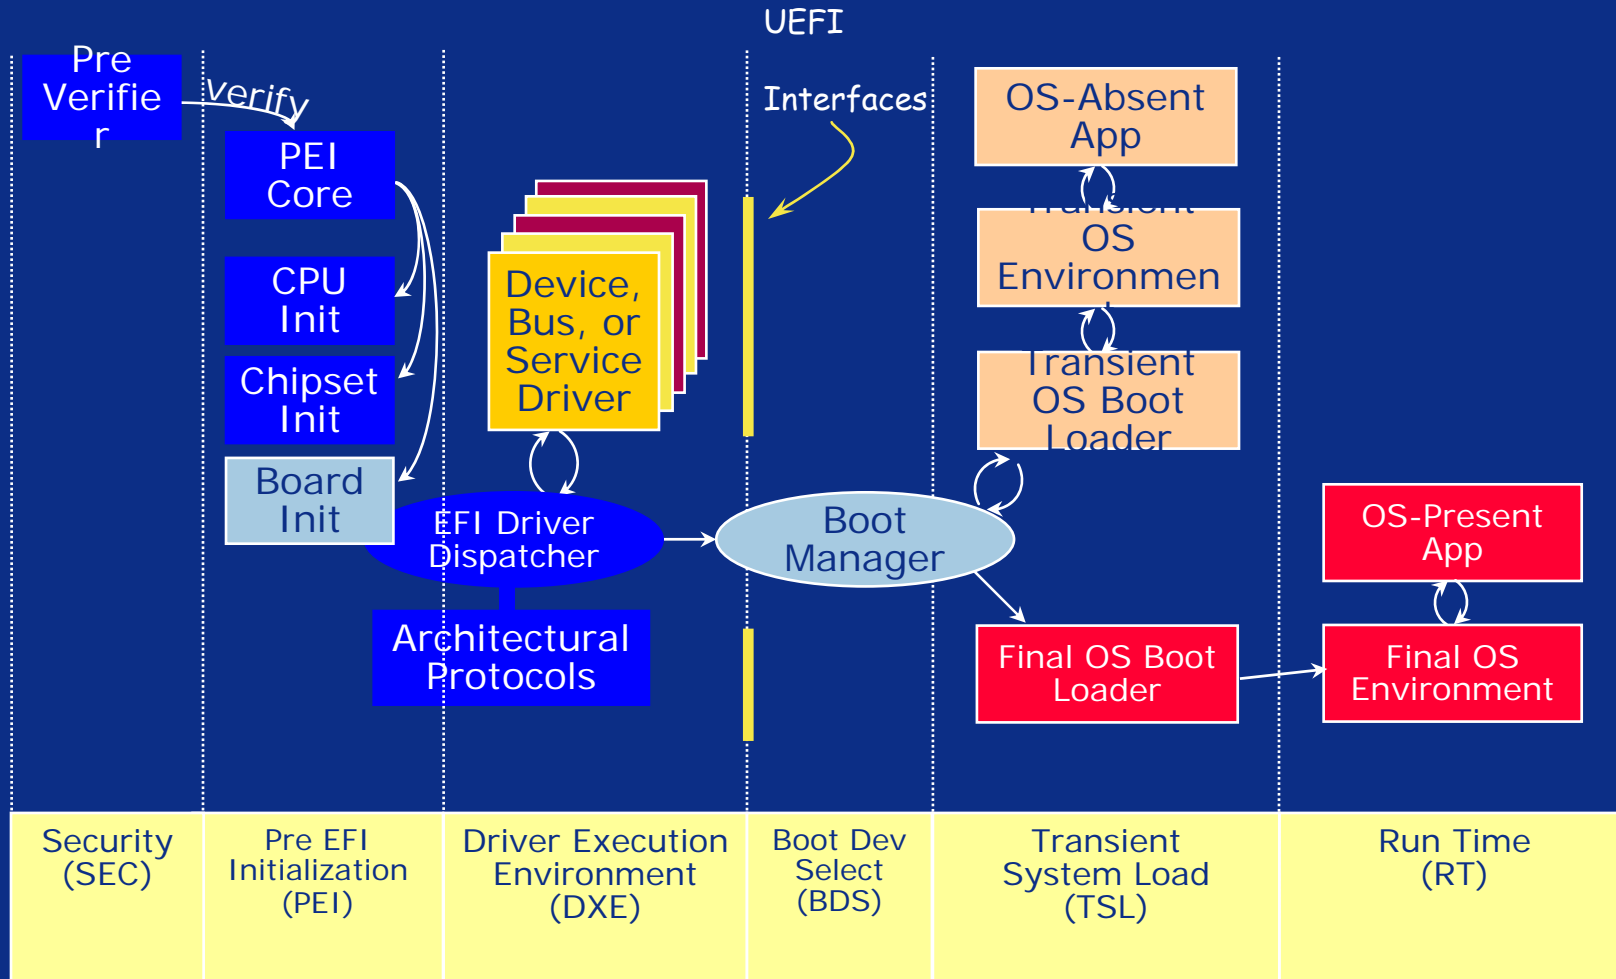 UEFI
Interfaces
Pre
Verifie
r
verify
PEI
Core
CPU
Init
Chipset
Init
Board
Init
Device,
Bus, or
Service
Driver
EFI Driver
Dispatcher
Architectural
Protocols
Boot
Manager
OS-Absent
App
Transient
OS
Environmen
t
Transient
OS Boot
Loader
Final OS Boot
Loader
OS-Present
App
Final OS
Environment
Security
(SEC)
Pre EFI
Initialization
(PEI)
Driver Execution
Environment
(DXE)
Boot Dev
Select
(BDS)
Transient
System Load
(TSL)
Run Time
(RT)